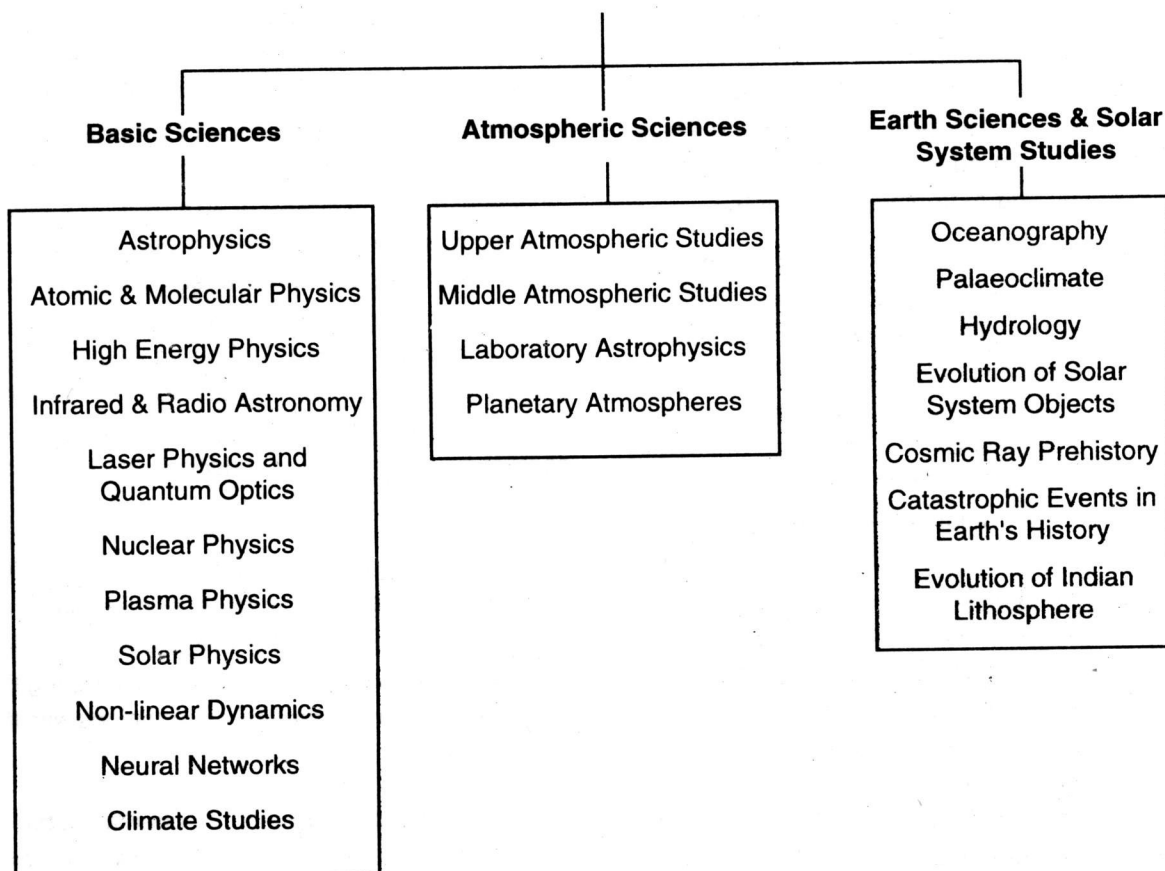 Basic Sciences
Astrophysics
Atomic & Molecular Physics
High Energy Physics
Infrared & Radio Astronomy
Laser Physics and
Quantum Optics
Nuclear Physics
Plasma Physics
Solar Physics
Non-linear Dynamics
Neural Networks
Climate Studies
Atmospheric Sciences
Upper Atmospheric Studies
Middle Atmospheric Studies
Laboratory Astrophysics
Planetary Atmospheres
Earth Sciences & Solar
System Studies
Oceanography
Palaeoclimate
Hydrology
Evolution of Solar
System Objects
Cosmic Ray Prehistory
Catastrophic Events in
Earth's History
Evolution of Indian
Lithosphere